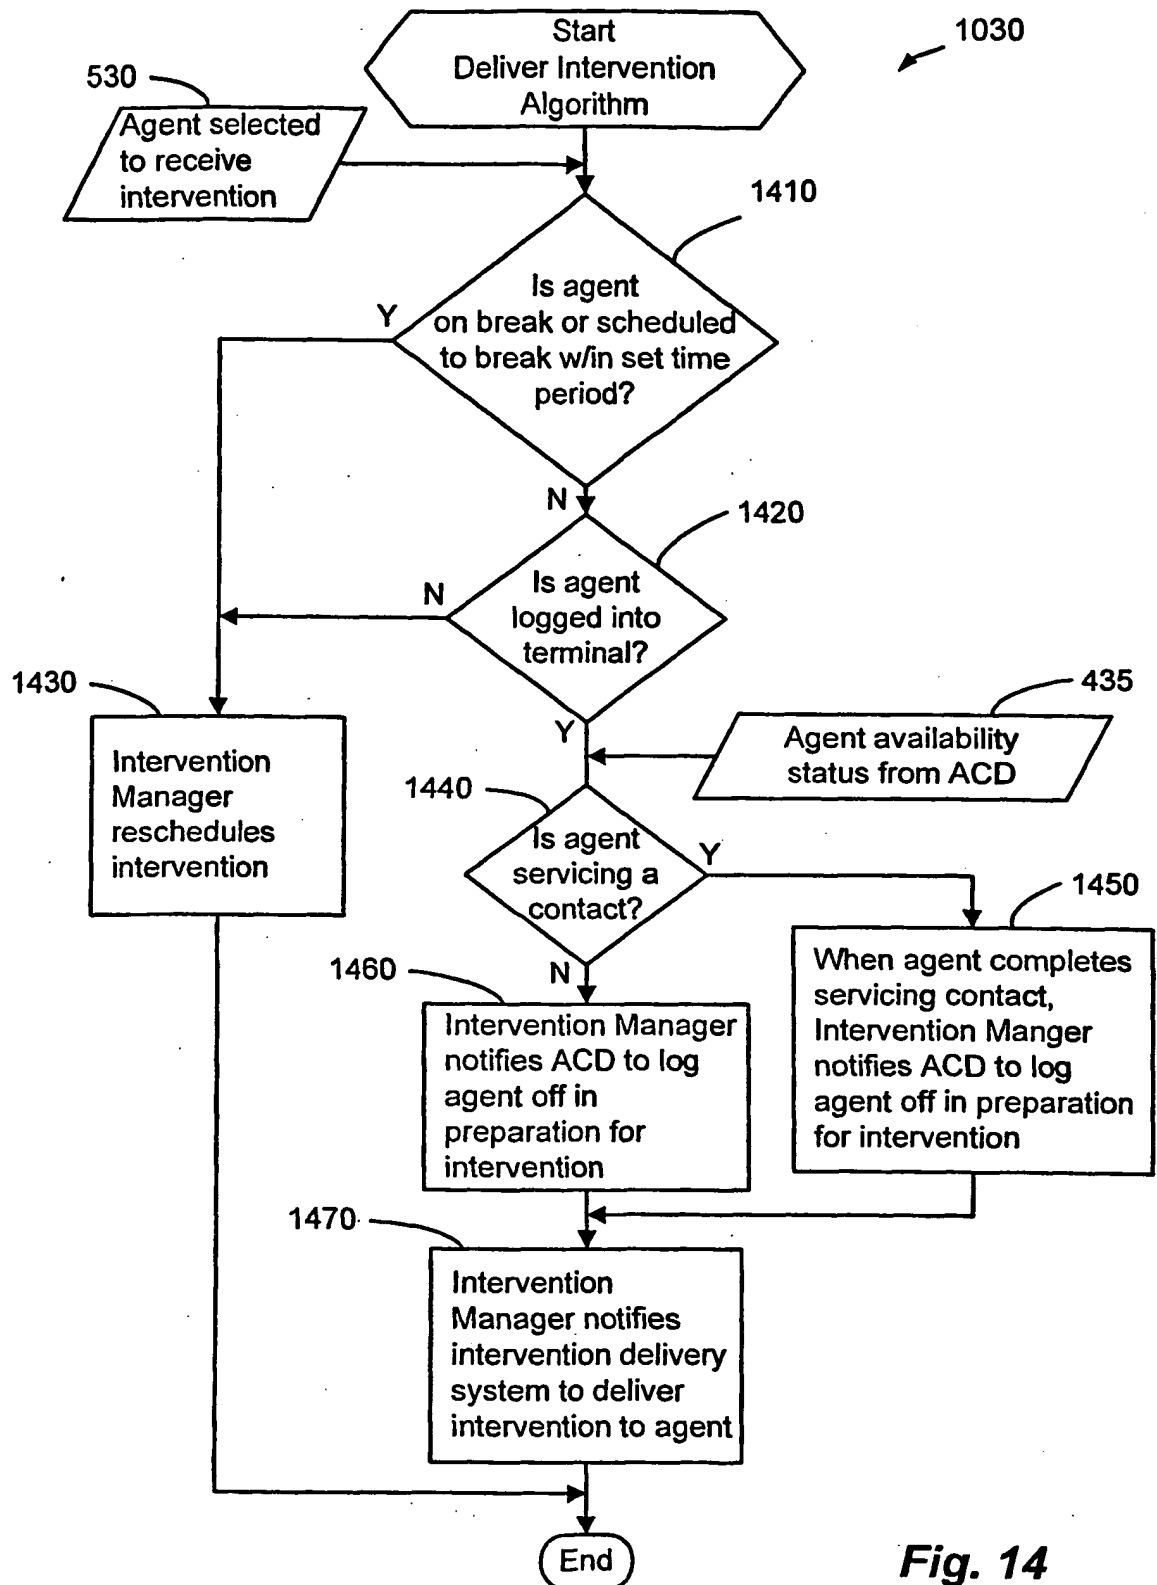 Start
Deliver Intervention
Algorithm
1030
530
Agent selected
to receive
intervention
1410
Is agent
on break or scheduled
to break w/in set time
period?
Y
N
1420
Is agent
logged into
terminal?
N
Y
1430
Intervention
Manager
reschedules
intervention
435
Agent availability
status from ACD
1440
Is agent
servicing a
contact?
Y
N
1450
When agent completes
servicing contact,
Intervention Manger
notifies ACD to log
agent off in preparation
for intervention
1460
Intervention Manager
notifies ACD to log
agent off in
preparation for
intervention
1470
Intervention
Manager notifies
intervention delivery
system to deliver
intervention to agent
End
Fig. 14